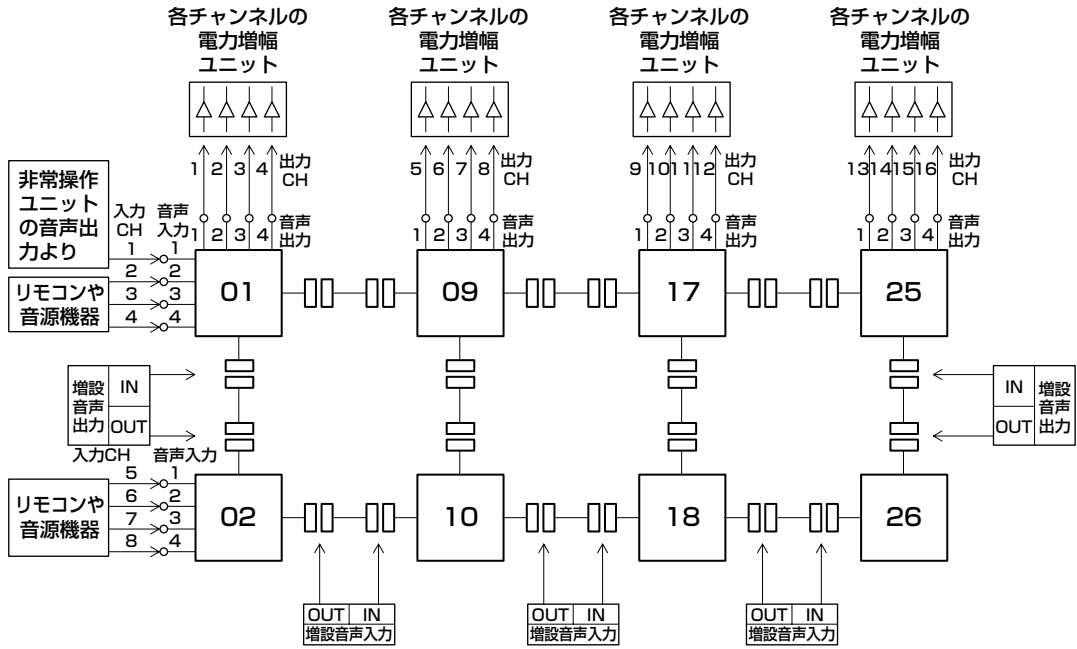 各チャンネルの
電力増幅
ユニット
各チャンネルの
電力増幅
ユニット
各チャンネルの
電力増幅
ユニット
各チャンネルの
電力増幅
ユニット
1 2 3 4 出力
CH
5 6 7 8 出力
CH
9 10 11 12 出力
CH
13 14 15 16 出力
CH
1 2 3 4 音声
出力
1 2 3 4 音声
出力
1 2 3 4 音声
出力
1 2 3 4 音声
出力
非常操作
ユニット
の音声出
力より
入力
CH
音声
入力
1 1
2 2
3 3
4 4
リモコンや
音源機器
01
09
17
25
増設
音声
出力
IN
OUT
IN
OUT
増設
音声
出力
入力CH 音声入力
5 1
6 2
7 3
8 4
リモコンや
音源機器
02
10
18
26
OUT IN
増設音声入力
OUT IN
増設音声入力
OUT IN
増設音声入力